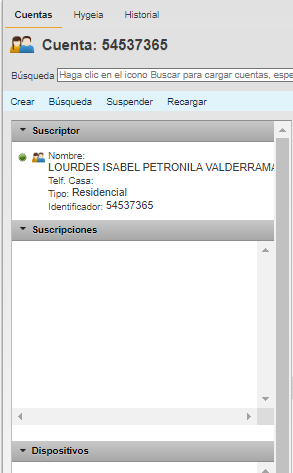 Cuentas Hygeia Historial
Cuenta: 54537365
Búsqueda Haga clic en el icono Buscar para cargar cuentas, espe
Crear Búsqueda Suspender Recargar
Suscriptor
Nombre:
LOURDES ISABEL PETRONILA VALDERRAMA
Telf. Casa:
Tipo: Residencial
Identificador: 54537365
Suscripciones
Dispositivos